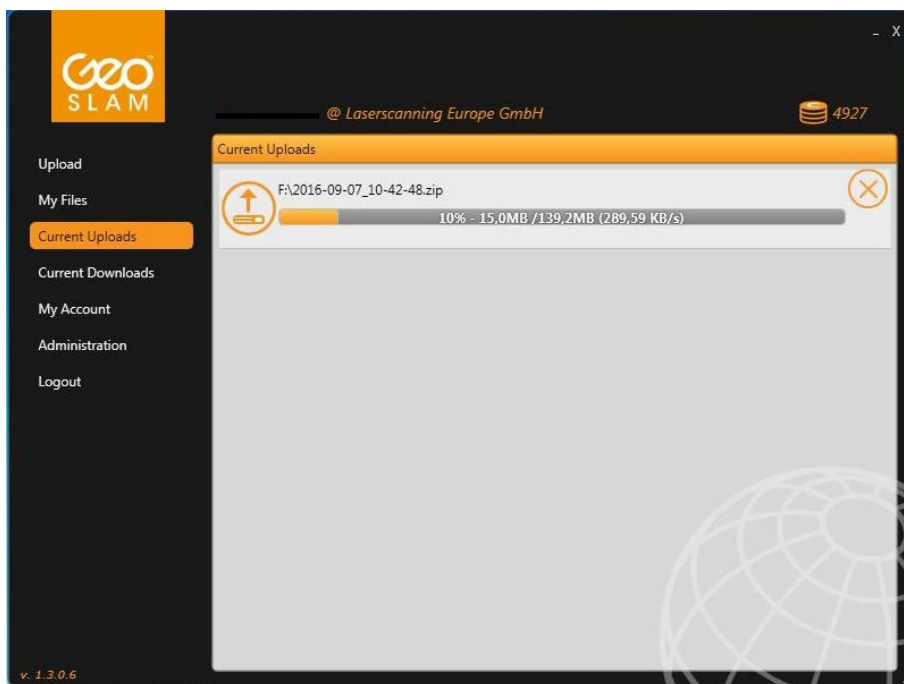 GEO™
SLAM
- X
@ Laserscanning Europe GmbH
4927
Upload
My Files
Current Uploads
Current Downloads
My Account
Administration
Logout
Current Uploads
F:\2016-09-07_10-42-48.zip
10% - 15,0MB /139,2MB (289,59 KB/s)
v. 1.3.0.6